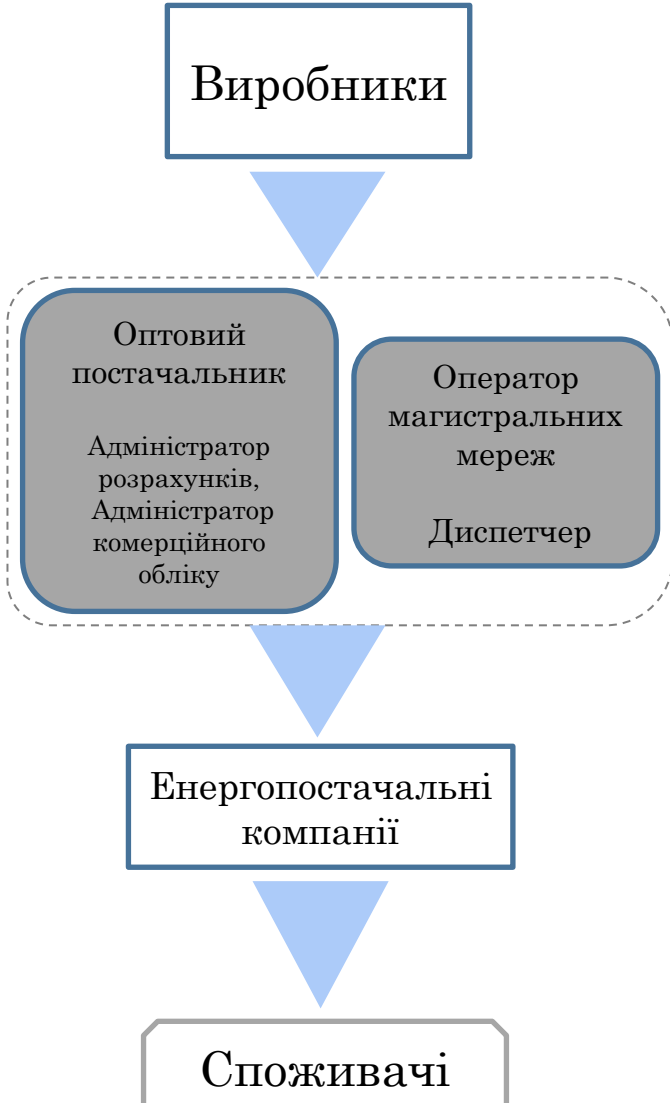 Виробники
Оптовий
постачальник
Адміністратор
розрахунків,
Адміністратор
комерційного
обліку
Оператор
магистральних
мереж
Диспетчер
Енергопостачальні
компанії
Споживачі